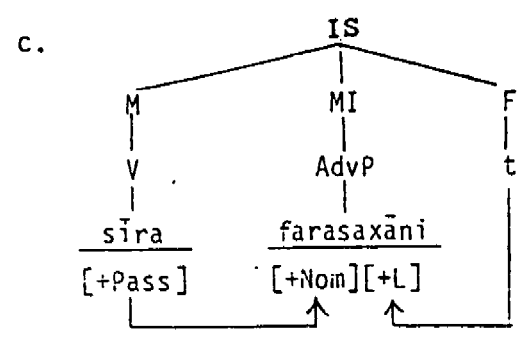 c.
IS
M MI F
V AdvP t
sīra farasaxāni
[+Pass] [+Nom][+L]